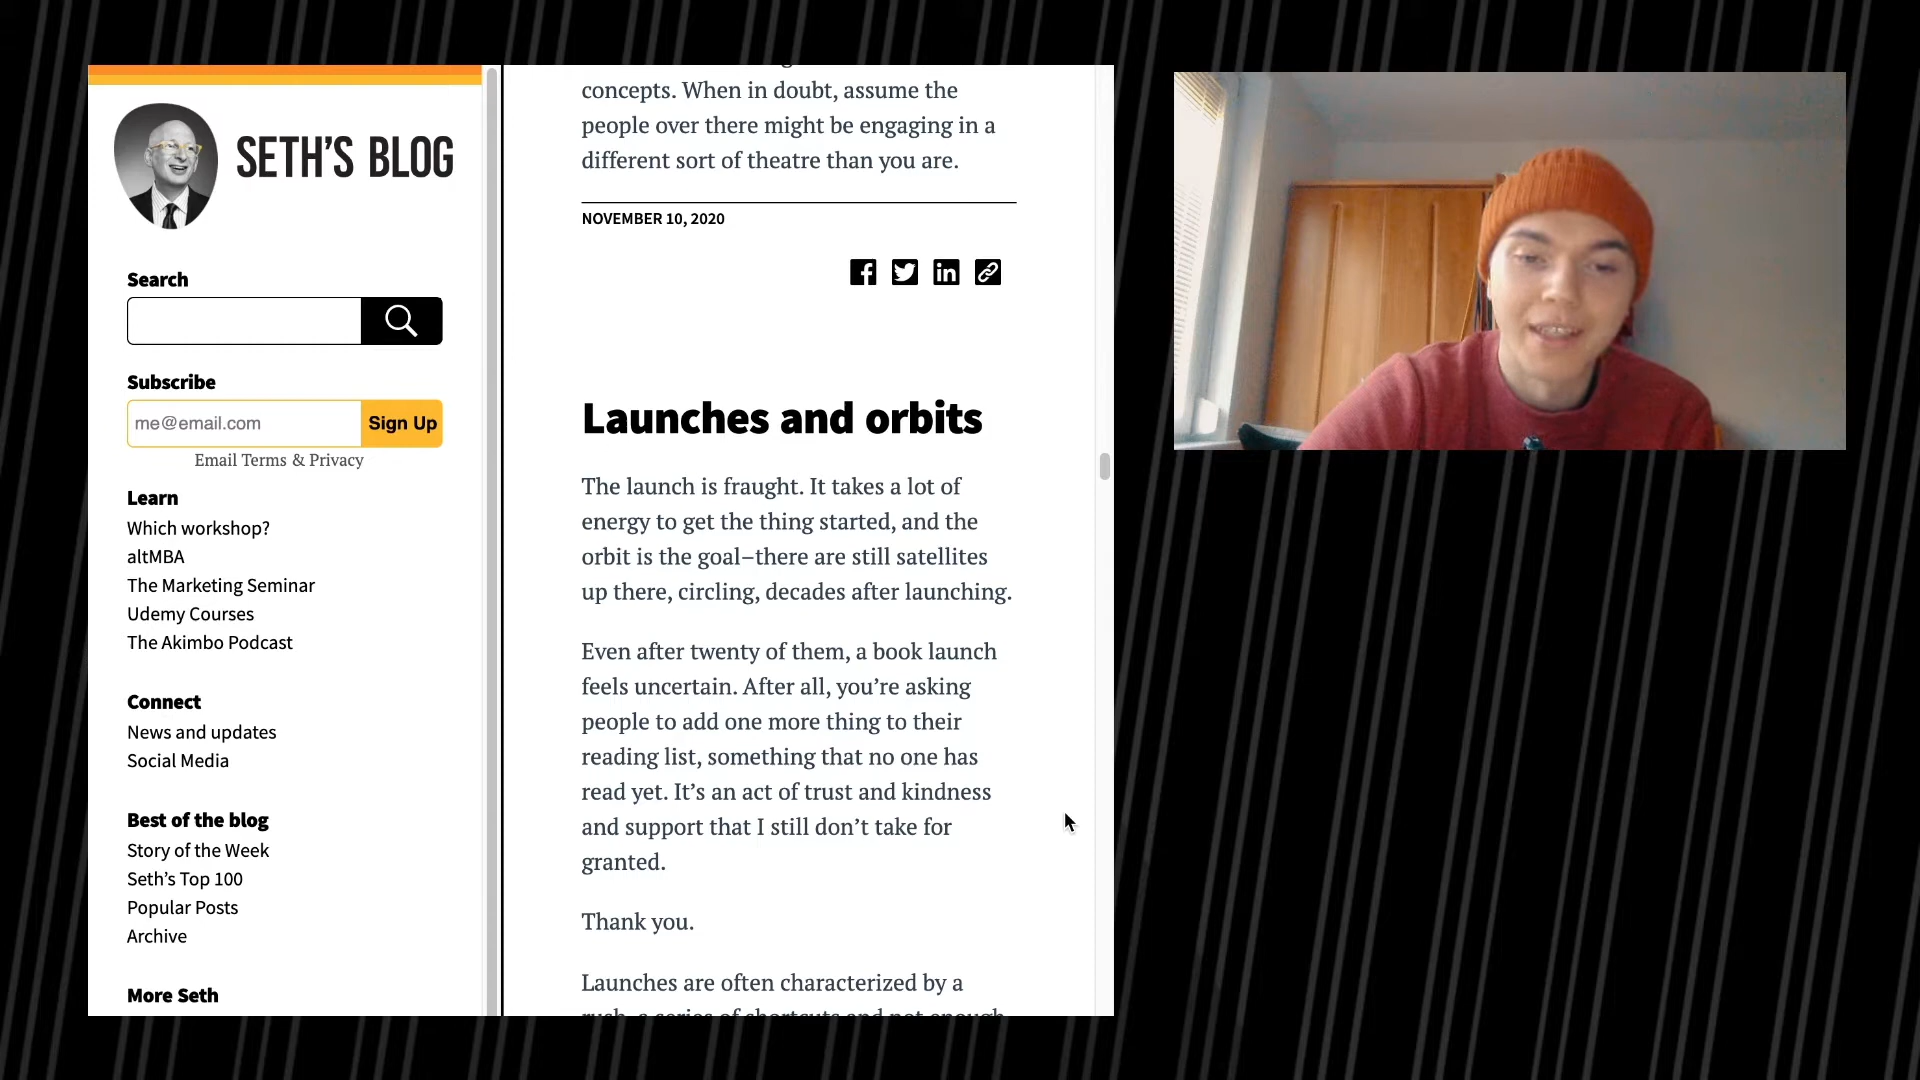 SETH'S BLOG
Search
Subscribe
me@email.com
Sign Up
Email Terms & Privacy
Learn
Which workshop?
altMBA
The Marketing Seminar
Udemy Courses
The Akimbo Podcast
Connect
News and updates
Social Media
Best of the blog
Story of the Week
Seth's Top 100
Popular Posts
Archive
More Seth
concepts. When in doubt, assume the
people over there might be engaging in a
different sort of theatre than you are.
NOVEMBER 10, 2020
Launches and orbits
The launch is fraught. It takes a lot of
energy to get the thing started, and the
orbit is the goal–there are still satellites
up there, circling, decades after launching.
Even after twenty of them, a book launch
feels uncertain. After all, you’re asking
people to add one more thing to their
reading list, something that no one has
read yet. It’s an act of trust and kindness
and support that I still don’t take for
granted.
Thank you.
Launches are often characterized by a
rush, a series of shortcuts and not enough